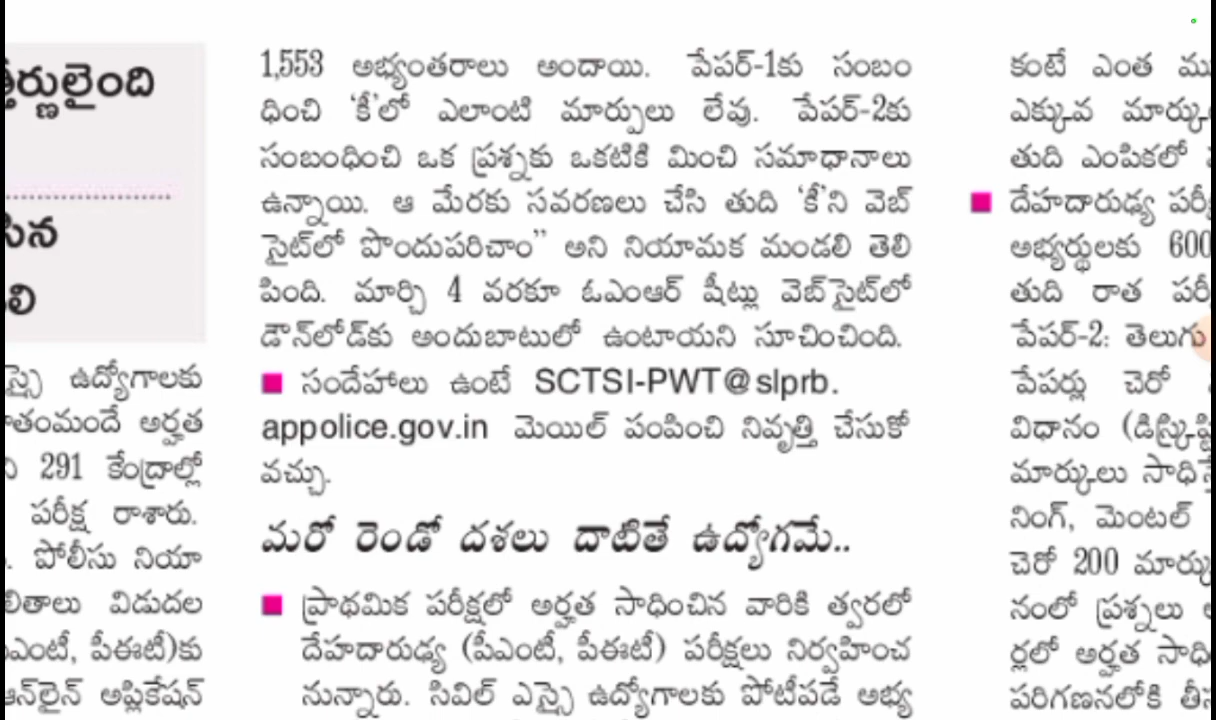 1,553 అభ్యంతరాలు అందాయి. పేపర్-1కు సంబం
ధించి 'కీ'లో ఎలాంటి మార్పులు లేవు. పేపర్-2కు
సంబంధించి ఒక ప్రశ్నకు ఒకటికి మించి సమాధానాలు
ఉన్నాయి. ఆ మేరకు సవరణలు చేసి తుది 'కీ'ని వెబ్
సైట్‌లో పొందుపరిచాం" అని నియామక మండలి తెలి
పింది. మార్చి 4 వరకూ ఓఎంఆర్ షీట్లు వెబ్‌సైట్‌లో
డౌన్‌లోడ్‌కు అందుబాటులో ఉంటాయని సూచించింది.
■ సందేహాలు ఉంటే SCTSI-PWT@slprb.
appolice.gov.in మెయిల్ పంపించి నివృత్తి చేసుకో
వచ్చు.
మరో రెండో దశలు దాటితే ఉద్యోగమే..
■ ప్రాథమిక పరీక్షలో అర్హత సాధించిన వారికి త్వరలో
దేహదారుఢ్య (పీఎంటీ, పీఈటీ) పరీక్షలు నిర్వహించ
నున్నారు. సివిల్ ఎస్సై ఉద్యోగాలకు పోటీపడే అభ్య
ఉద్యోగాలకు
అర్హత
291 కేంద్రాల్లో
పరీక్ష రాశారు.
పోలీసు నియా
విడుదల
పీఈటీ)కు
అప్లికేషన్
కంటే ఎంత
ఎక్కువ
తుది ఎంపికలో
■ దేహదారుఢ్య
అభ్యర్థులకు 600
తుది రాత
పేపర్-2: తెలుగు
పేపర్లు చెరో
విధానం
మార్కులు
నింగ్, మెంటల్
చెరో 200
నంలో ప్రశ్నలు
ర్లలో అర్హత
పరిగణనలోకి